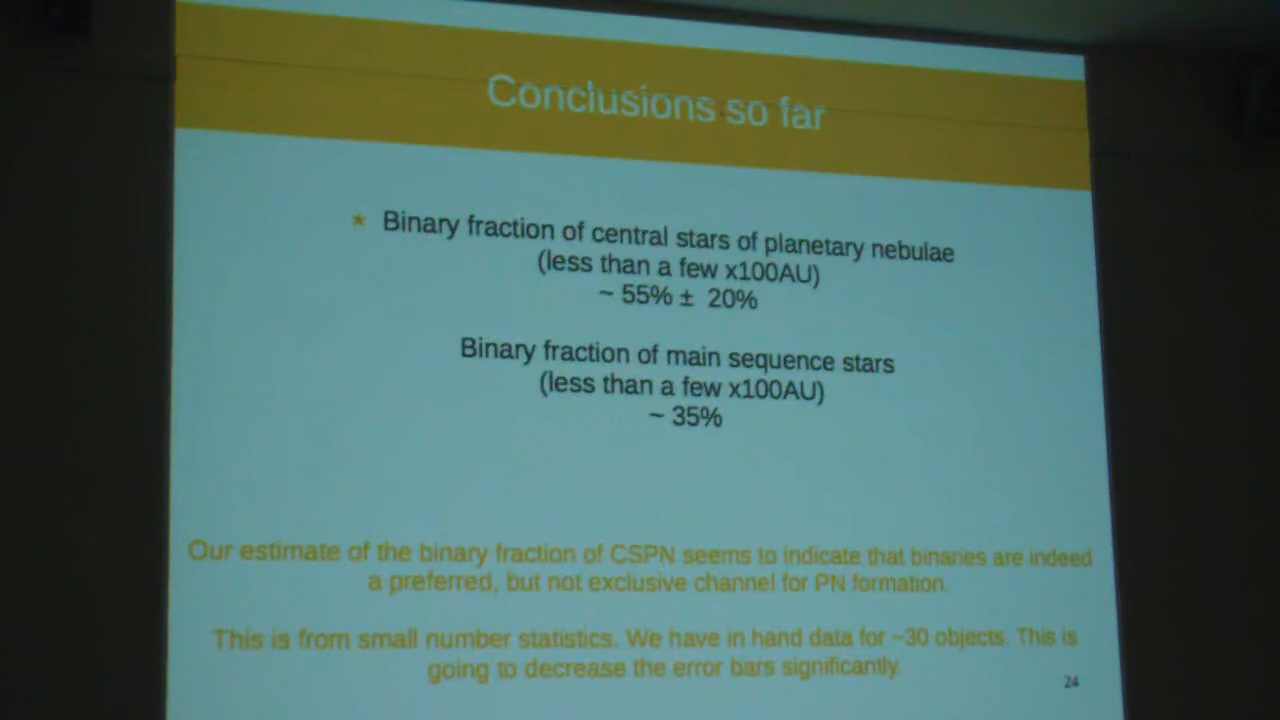 Conclusions so far
Binary fraction of central stars of planetary nebulae
(less than a few x100AU)
~ 55% ± 20%
Binary fraction of main sequence stars
(less than a few x100AU)
~ 35%
Our estimate of the binary fraction of CSPN seems to indicate that binaries are indeed
a preferred, but not exclusive channel for PN formation.
This is from small number statistics. We have in hand data for ~30 objects. This is
going to decrease the error bars significantly.
24